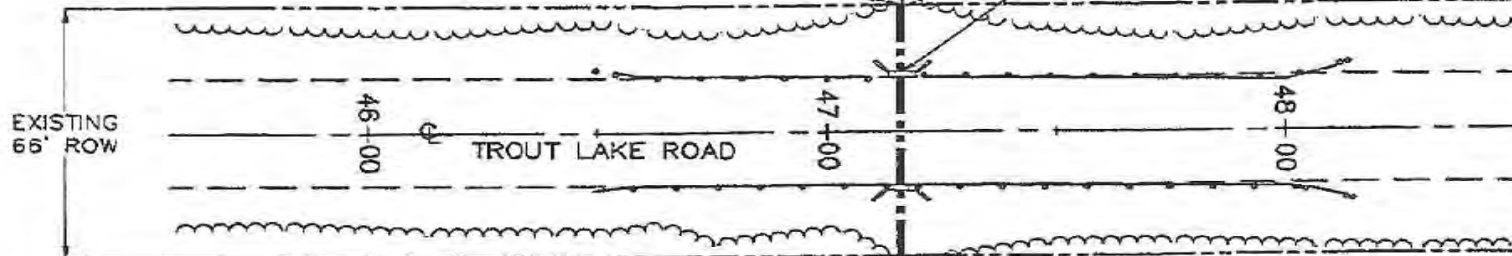 EXISTING
66' ROW
46+00
℄
TROUT LAKE ROAD
47+00
48+00